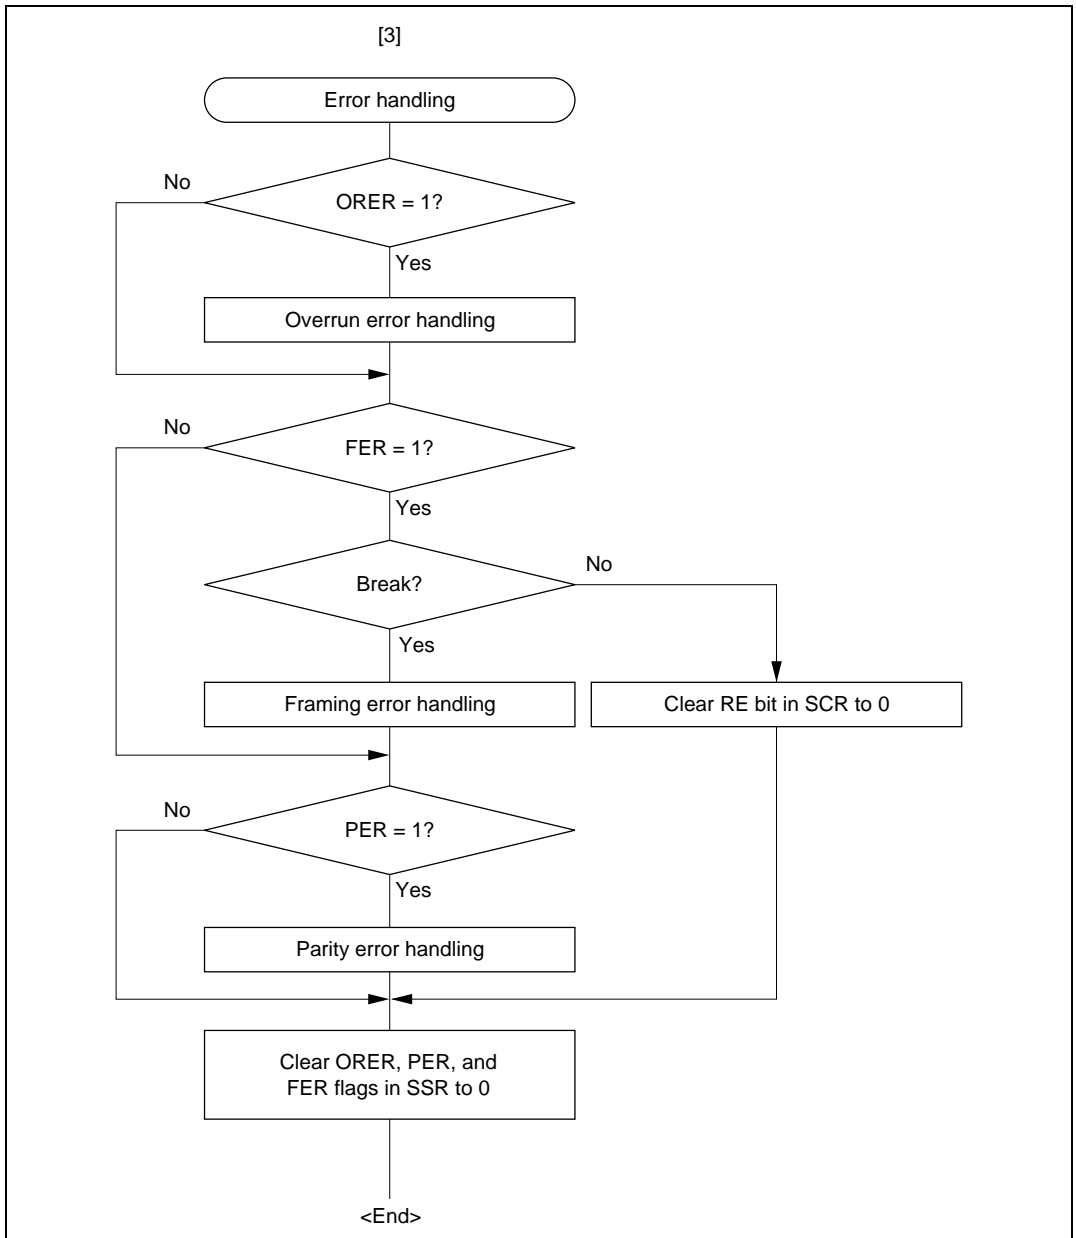 [3]
Error handling
No
ORER = 1?
Yes
Overrun error handling
No
FER = 1?
Yes
Break?
No
Yes
Framing error handling
Clear RE bit in SCR to 0
No
PER = 1?
Yes
Parity error handling
Clear ORER, PER, and
FER flags in SSR to 0
<End>